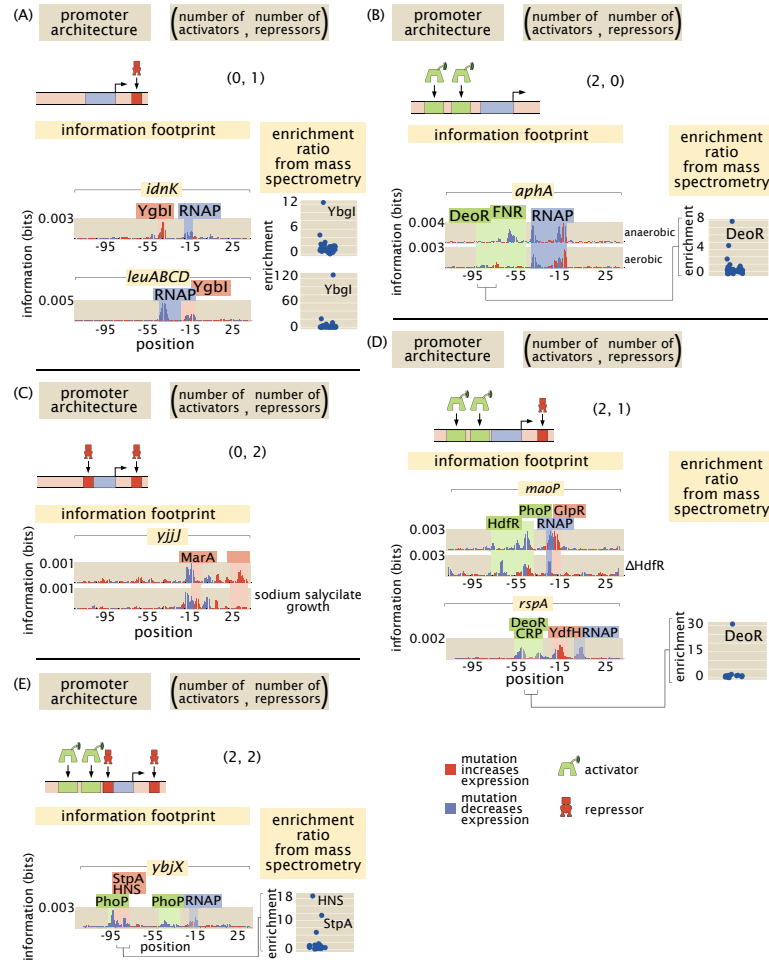 (A)
promoter
architecture
(number of activators, number of repressors)
(0, 1)
information footprint
enrichment
ratio
from mass
spectrometry
information (bits)
idnK
YgbI
RNAP
0.003
-95 -55 -15 25
leuABCD
RNAP
YgbI
0.005
-95 -55 -15 25
position
enrichment
12
6
0
YbgI
120
60
0
YbgI
(B)
promoter
architecture
(number of activators, number of repressors)
(2, 0)
information footprint
enrichment
ratio
from mass
spectrometry
information (bits)
aphA
DeoR
FNR
RNAP
0.004
anaerobic
0.003
aerobic
-95 -55 -15 25
position
enrichment
8
4
0
DeoR
(C)
promoter
architecture
(number of activators, number of repressors)
(0, 2)
information footprint
information (bits)
yjjJ
MarA
0.001
0.001
sodium salicylate
growth
-95 -55 -15 25
position
(D)
promoter
architecture
(number of activators, number of repressors)
(2, 1)
information footprint
enrichment
ratio
from mass
spectrometry
information (bits)
maoP
PhoP
GlpR
HdfR
RNAP
0.003
0.003
ΔHdfR
-95 -55 -15 25
rspA
DeoR
CRP
YdfH
RNAP
0.002
-95 -55 -15 25
position
enrichment
30
15
0
DeoR
(E)
promoter
architecture
(number of activators, number of repressors)
(2, 2)
information footprint
enrichment
ratio
from mass
spectrometry
information (bits)
ybjX
StpA
HNS
PhoP
PhoP
RNAP
0.003
-95 -55 -15 25
position
enrichment
18
9
0
HNS
StpA
mutation
increases
expression
mutation
decreases
expression
activator
repressor